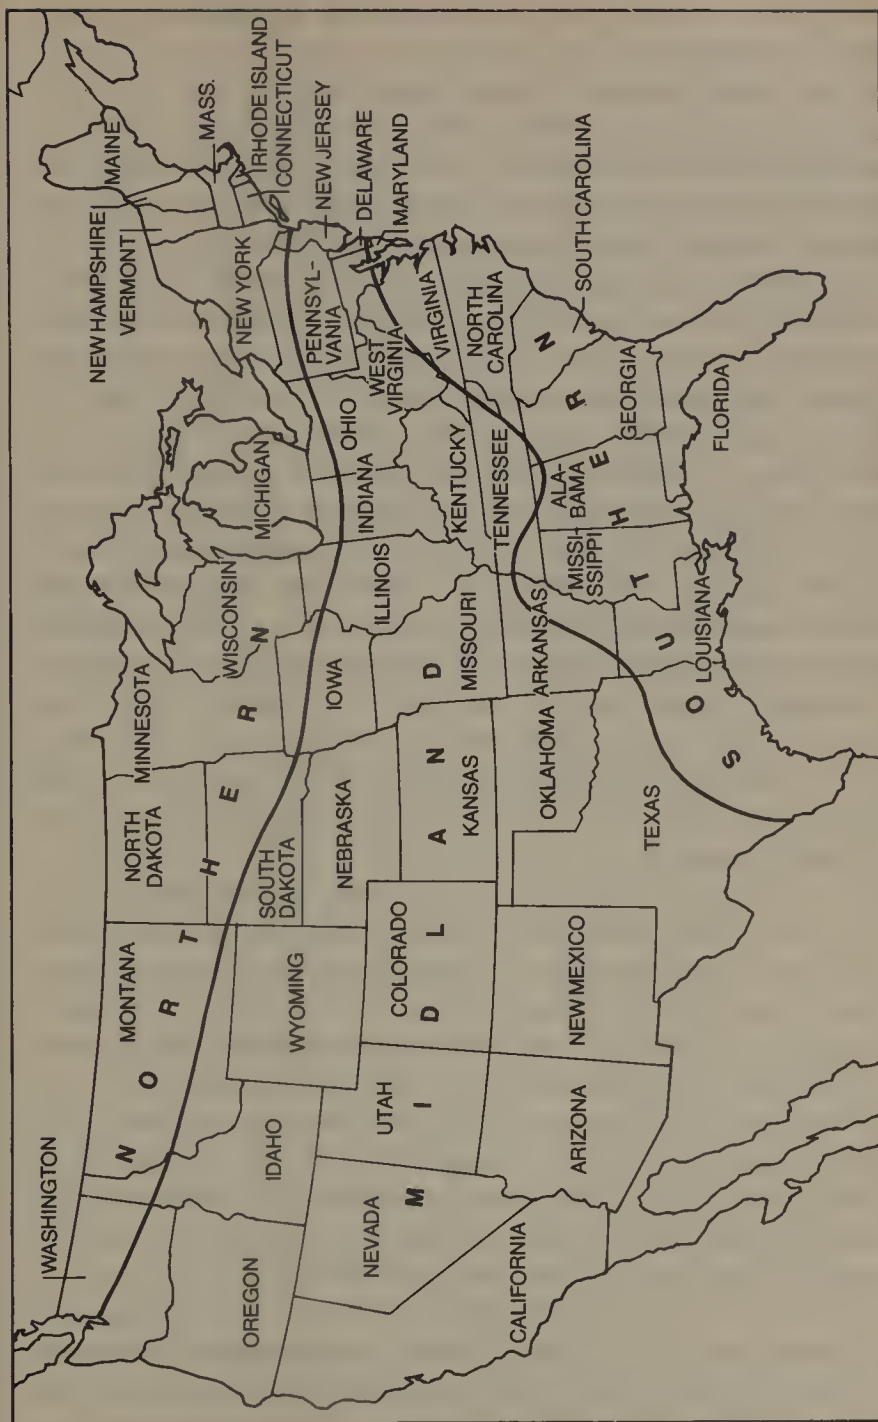 WASHINGTON
MONTANA
NORTH
DAKOTA
MINNESOTA
WISCONSIN
MICHIGAN
NEW HAMPSHIRE
VERMONT
MAINE
MASS.
RHODE ISLAND
CONNECTICUT
NEW YORK
PENNSYL-
VANIA
NEW JERSEY
DELAWARE
MARYLAND
NORTHERN
OREGON
IDAHO
WYOMING
SOUTH
DAKOTA
NEBRASKA
IOWA
ILLINOIS
INDIANA
OHIO
WEST
VIRGINIA
VIRGINIA
NEVADA
UTAH
COLORADO
KANSAS
MISSOURI
KENTUCKY
MIDLAND
CALIFORNIA
ARIZONA
NEW MEXICO
OKLAHOMA
ARKANSAS
TENNESSEE
NORTH
CAROLINA
SOUTH CAROLINA
TEXAS
LOUISIANA
MISSI-
SSIPPI
ALA-
BAMA
GEORGIA
FLORIDA
SOUTHERN